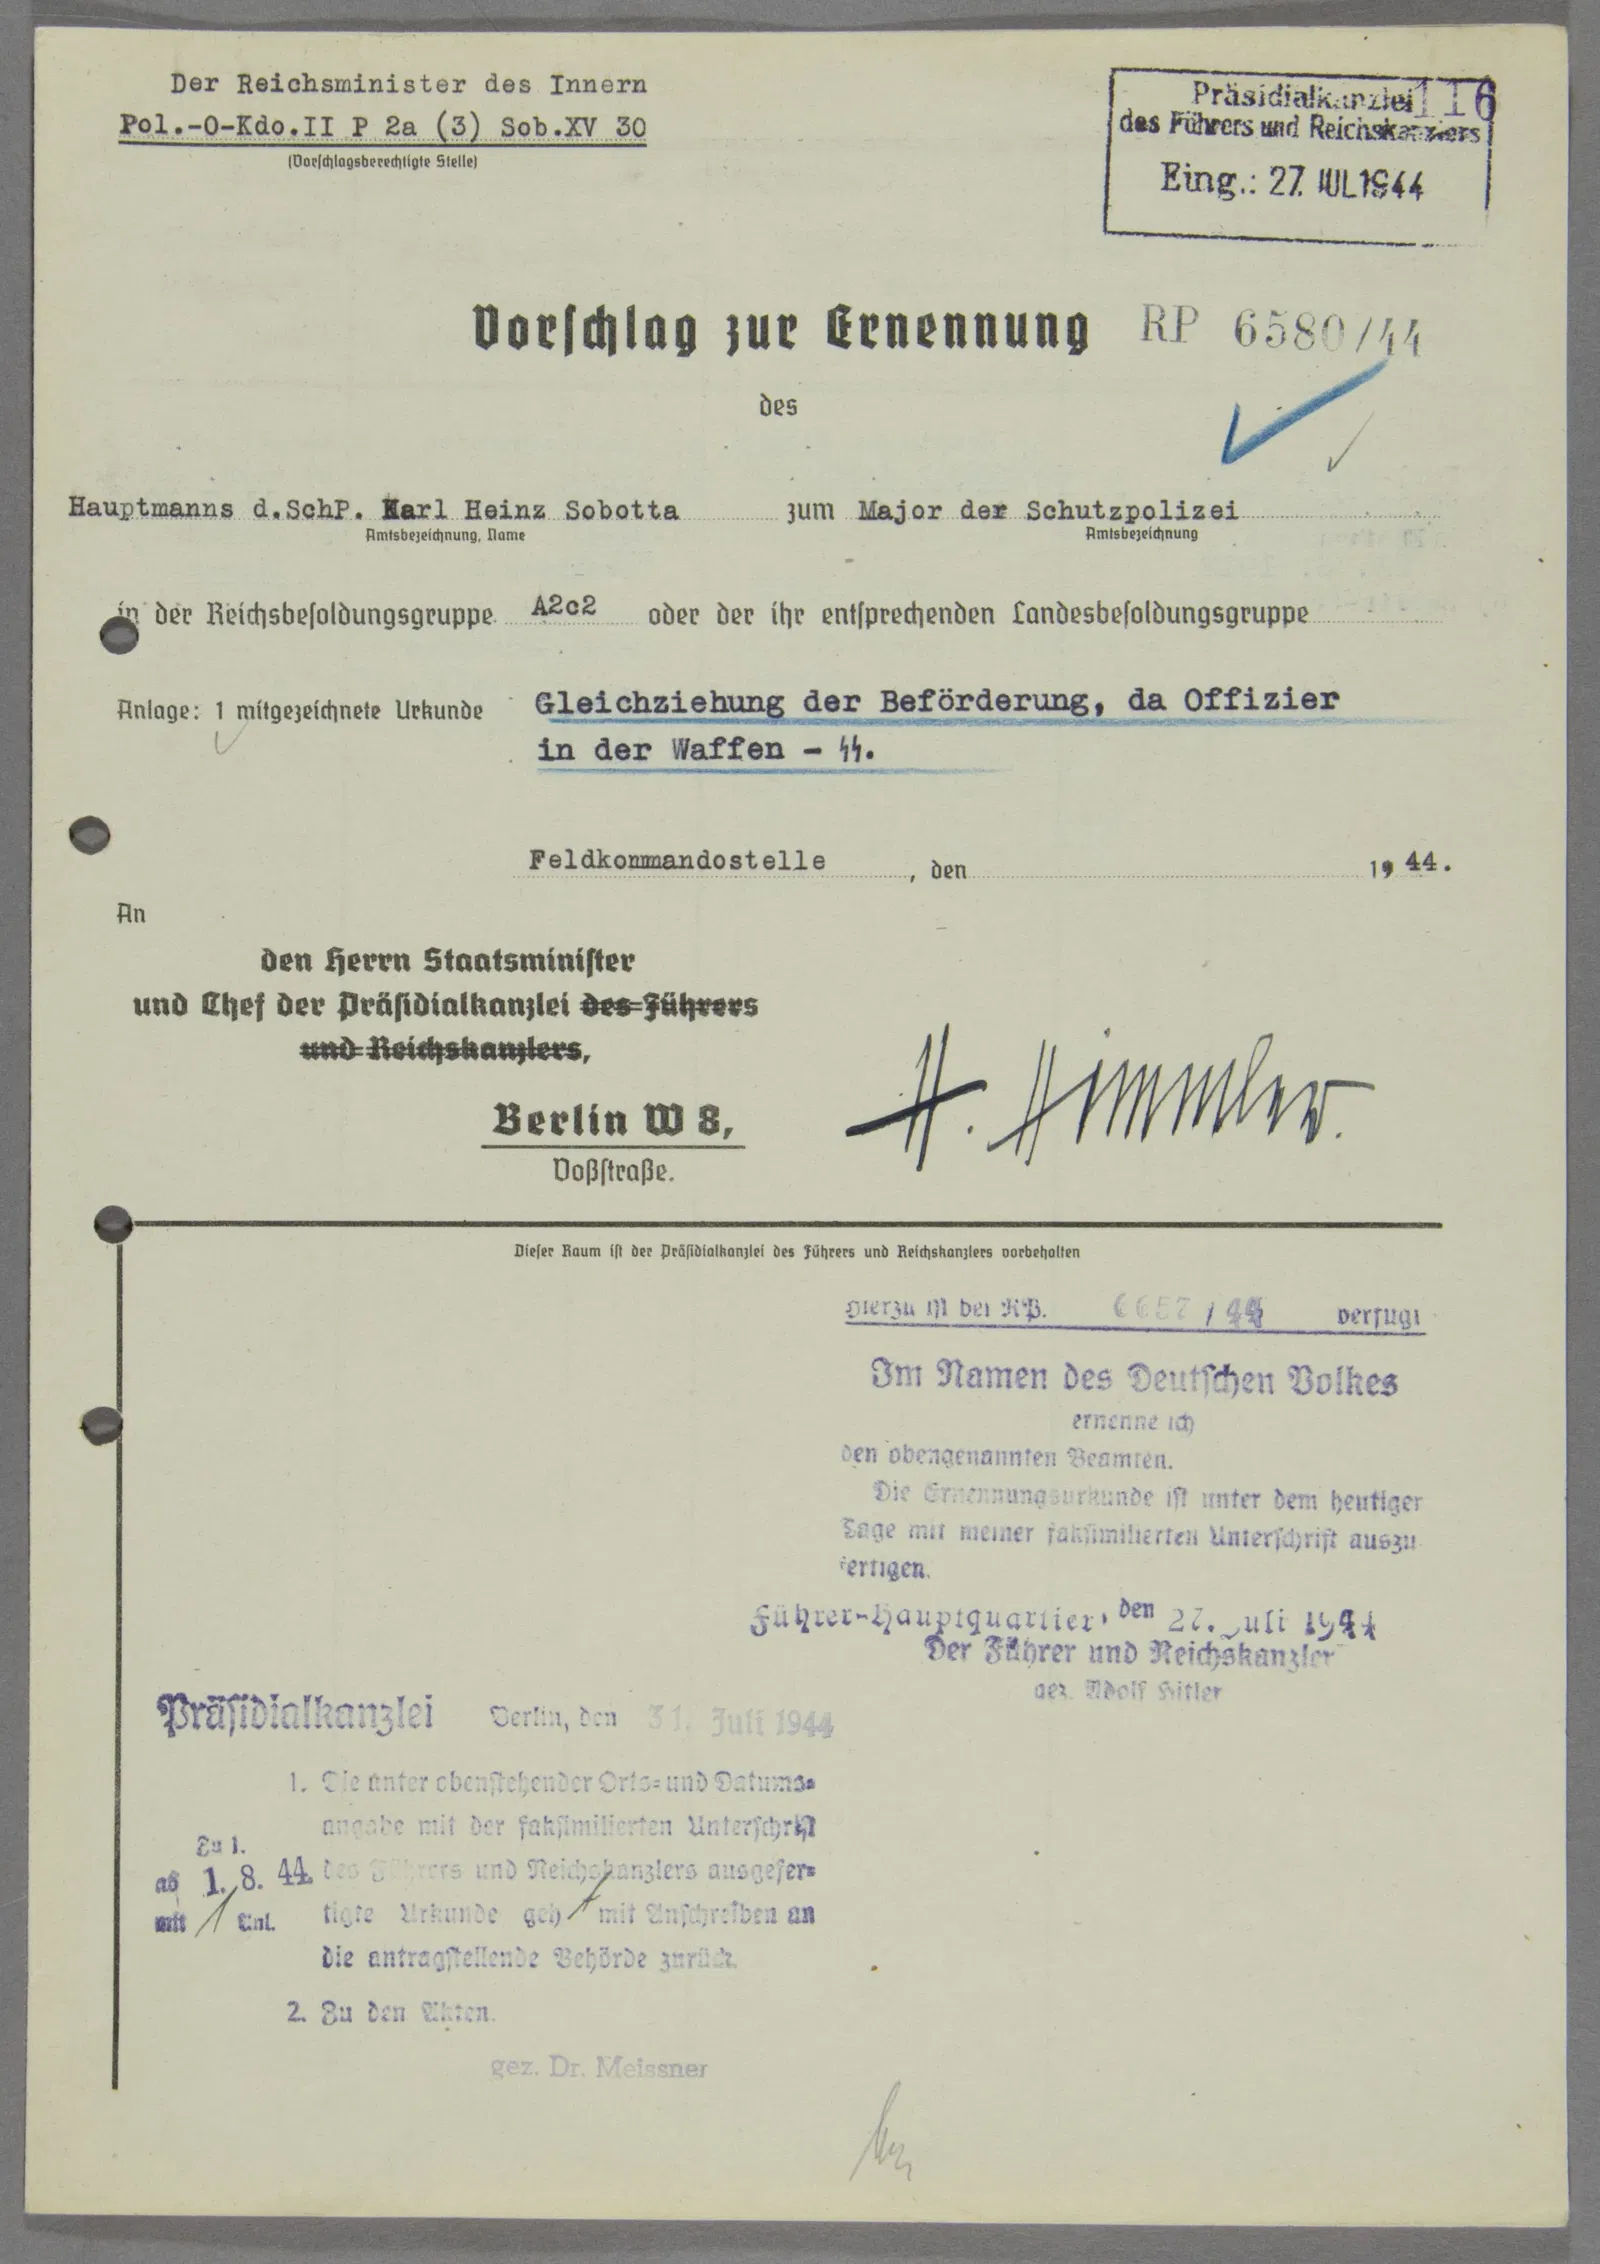 Der Reichsminister des Innern
Pol.-O-Kdo.II P 2a (3) Sob.XV 30
(Vorschlagsberechtigte Stelle)
116
Präsidialkanzlei
des Führers und Reichskanzlers
Eing.: 27. JUL 1944
Vorschlag zur Ernennung RP 6580/44
des
Hauptmanns d.SchP. Karl Heinz Sobotta zum Major der Schutzpolizei
Amtsbezeichnung, Name Amtsbezeichnung
in der Reichsbesoldungsgruppe A2c2 oder der ihr entsprechenden Landesbesoldungsgruppe
Anlage: 1 mitgezeichnete Urkunde Gleichziehung der Beförderung, da Offizier
in der Waffen - ᛋᛋ.
Feldkommandostelle, den 1944.
An
den Herrn Staatsminister
und Chef der Präsidialkanzlei des Führers
und Reichskanzlers,
H. Himmler.
Berlin W 8,
Voßstraße.
Dieser Raum ist der Präsidialkanzlei des Führers und Reichskanzlers vorbehalten
Hierzu ist bei RP. /44 verfügt
Im Namen des Deutschen Volkes
ernenne ich
den obengenannten Beamten.
Die Ernennungsurkunde ist unter dem heutigen
Tage mit meiner faksimilierten Unterschrift auszu-
fertigen.
Führer-Hauptquartier, den 27. Juli 1944
Der Führer und Reichskanzler
gez. Adolf Hitler
Präsidialkanzlei Berlin, den 31. Juli 1944
1. Die unter obenstehender Orts- und Datums-
angabe mit der faksimilierten Unterschrift
des Führers und Reichskanzlers ausgefer-
tigte Urkunde geht mit Anschreiben an
die antragstellende Behörde zurück.
Zu 1.
ab 1. 8. 44.
mit 1 Anl.
2. Zu den Akten.
gez. Dr. Meissner